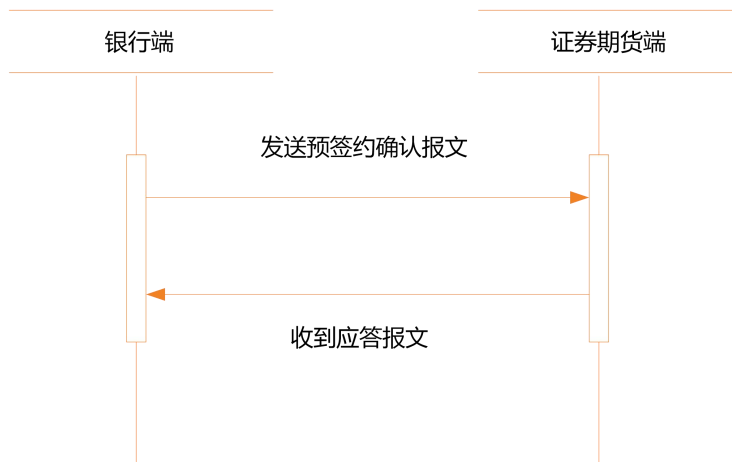 银行端
证券期货端
发送预签约确认报文
收到应答报文